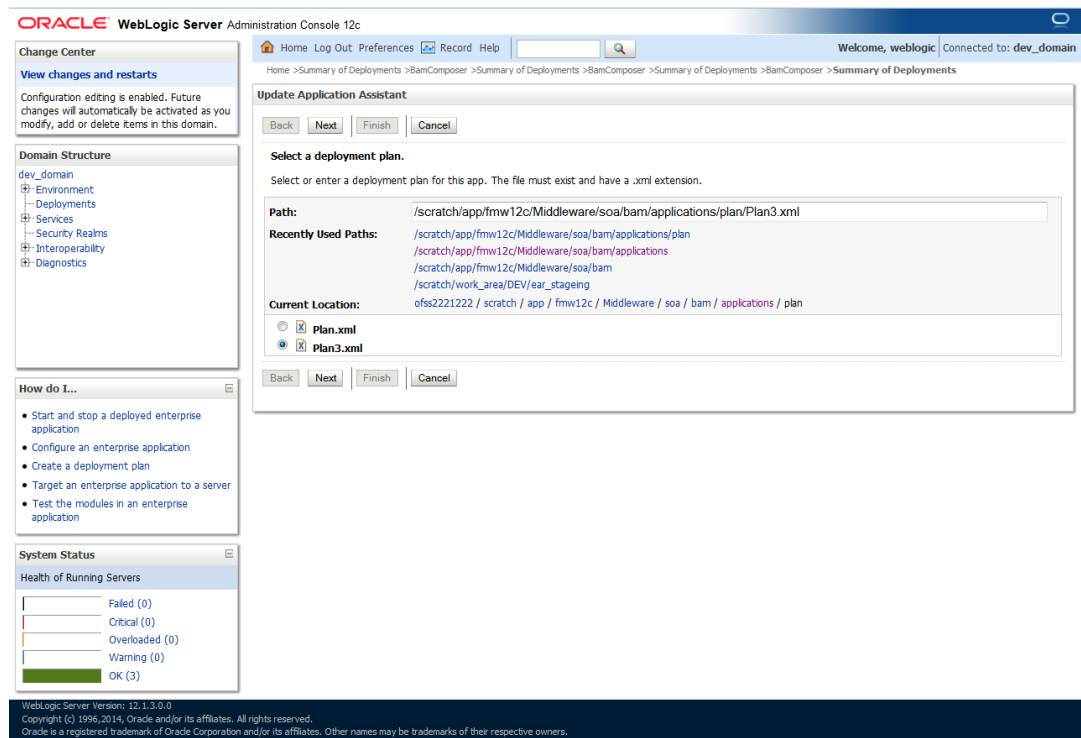 ORACLE WebLogic Server Administration Console 12c
Change Center
View changes and restarts
Configuration editing is enabled. Future
changes will automatically be activated as you
modify, add or delete items in this domain.
Domain Structure
dev_domain
Environment
Deployments
Services
Security Realms
Interoperability
Diagnostics
How do I...
Start and stop a deployed enterprise
application
Configure an enterprise application
Create a deployment plan
Target an enterprise application to a server
Test the modules in an enterprise
application
System Status
Health of Running Servers
Failed (0)
Critical (0)
Overloaded (0)
Warning (0)
OK (3)
Home Log Out Preferences Record Help
Welcome, weblogic Connected to: dev_domain
Home >Summary of Deployments >BamComposer >Summary of Deployments >BamComposer >Summary of Deployments >BamComposer >Summary of Deployments
Update Application Assistant
Back Next Finish Cancel
Select a deployment plan.
Select or enter a deployment plan for this app. The file must exist and have a .xml extension.
Path: /scratch/app/fmw12c/Middleware/soa/bam/applications/plan/Plan3.xml
Recently Used Paths: /scratch/app/fmw12c/Middleware/soa/bam/applications/plan
/scratch/app/fmw12c/Middleware/soa/bam/applications
/scratch/app/fmw12c/Middleware/soa/bam
/scratch/work_area/DEV/ear_stageing
Current Location: ofss2221222 / scratch / app / fmw12c / Middleware / soa / bam / applications / plan
Plan.xml
Plan3.xml
Back Next Finish Cancel
WebLogic Server Version: 12.1.3.0.0
Copyright (c) 1996,2014, Oracle and/or its affiliates. All rights reserved.
Oracle is a registered trademark of Oracle Corporation and/or its affiliates. Other names may be trademarks of their respective owners.